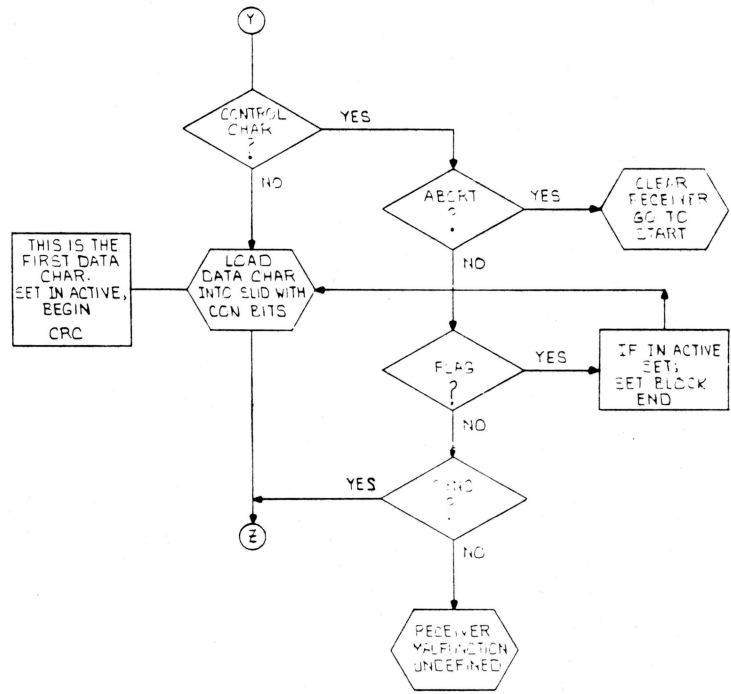 Y
CONTROL
CHAR
?
YES
NO
ABORT
?
YES
NO
CLEAR
RECEIVER
GO TO
START
THIS IS THE
FIRST DATA
CHAR.
SET IN ACTIVE,
BEGIN
CRC
LOAD
DATA CHAR
INTO SLID WITH
CCN BITS
FLAG
?
YES
NO
IF IN ACTIVE
SET;
SET BLOCK
END
SYNC
?
YES
NO
Z
RECEIVER
MALFUNCTION
UNDEFINED